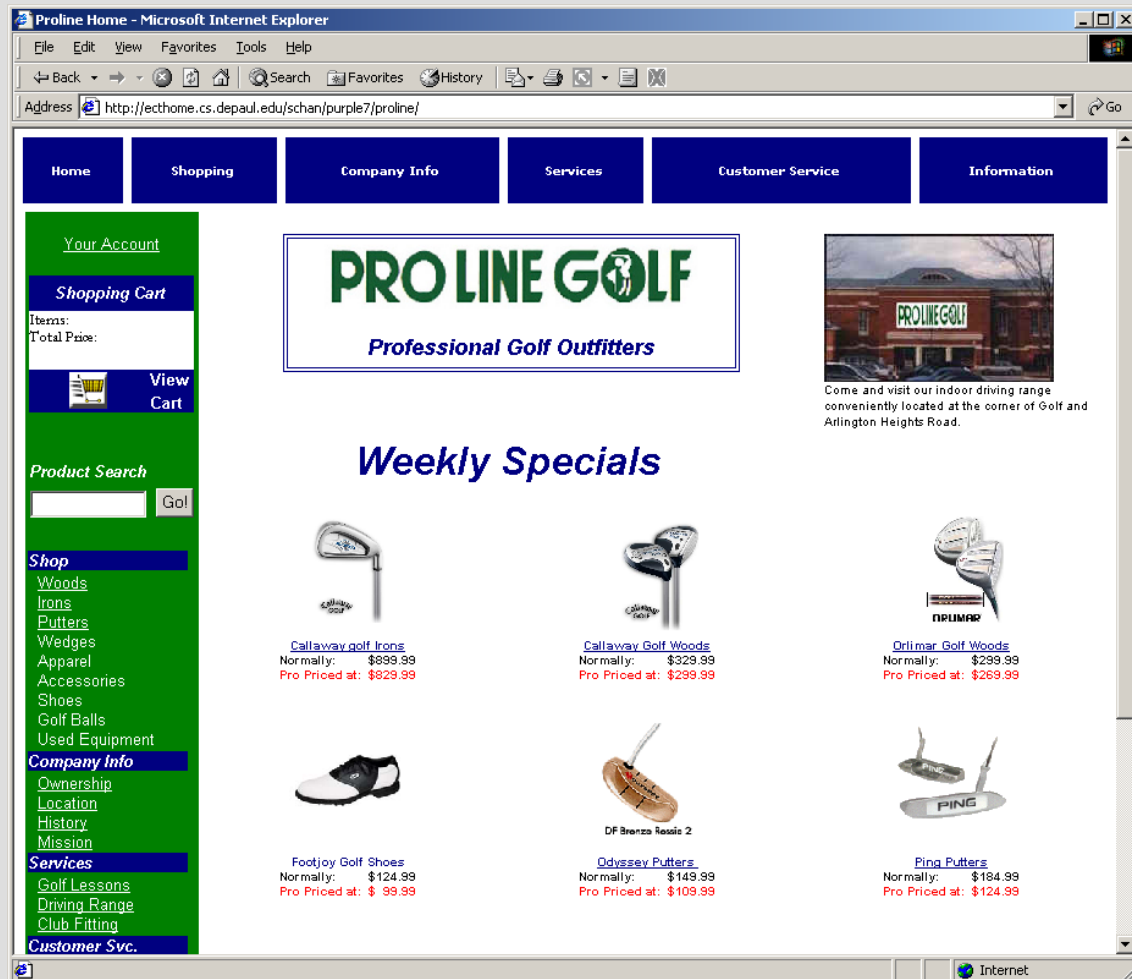 Proline Home - Microsoft Internet Explorer
File Edit View Favorites Tools Help
Back Search Favorites History
Address http://ecthome.cs.depaul.edu/schan/purple7/proline/ Go
Home Shopping Company Info Services Customer Service Information
Your Account
Shopping Cart
Items:
Total Price:
View
Cart
Product Search
Go!
Shop
Woods
Irons
Putters
Wedges
Apparel
Accessories
Shoes
Golf Balls
Used Equipment
Company Info
Ownership
Location
History
Mission
Services
Golf Lessons
Driving Range
Club Fitting
Customer Svc.
PRO LINE GOLF
Professional Golf Outfitters
PRO LINE GOLF
Come and visit our indoor driving range
conveniently located at the corner of Golf and
Arlington Heights Road.
Weekly Specials
Callaway Golf
Callaway golf Irons
Normally: $899.99
Pro Priced at: $829.99
Callaway Golf
Callaway Golf Woods
Normally: $329.99
Pro Priced at: $299.99
ORLIMAR
Orlimar Golf Woods
Normally: $299.99
Pro Priced at: $269.99
Footjoy Golf Shoes
Normally: $124.99
Pro Priced at: $ 99.99
DF Bronze Rossie 2
Odyssey Putters
Normally: $149.99
Pro Priced at: $109.99
PING
PING
Ping Putters
Normally: $184.99
Pro Priced at: $124.99
Internet